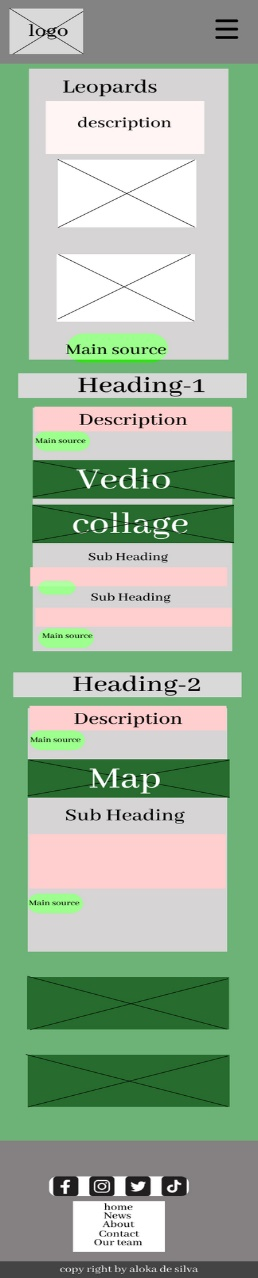 logo
Leopards
description
Main source
Heading-1
Description
Main source
Vedio
collage
Sub Heading
Sub Heading
Main source
Heading-2
Description
Main source
Map
Sub Heading
Main source
home
News
About
Contact
Our team
copy right by aloka de silva